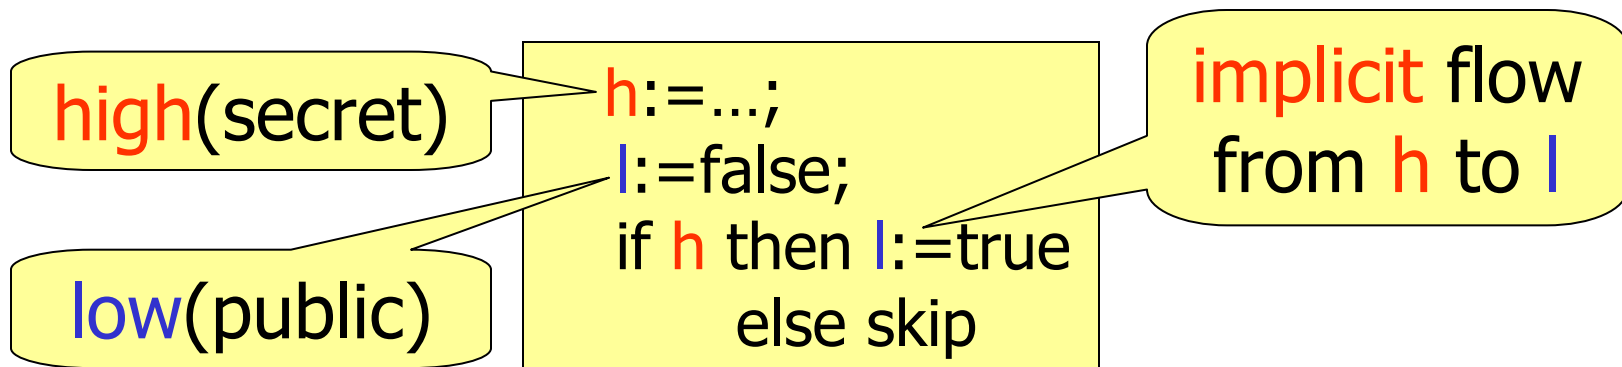 high(secret)
low(public)
h:=...;
l:=false;
if h then l:=true
else skip
implicit flow
from h to l